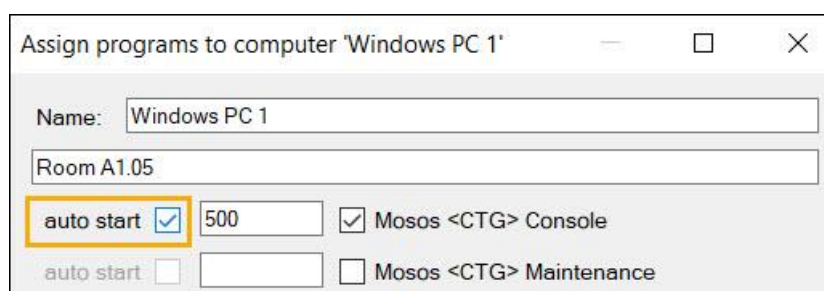 Assign programs to computer 'Windows PC 1'
Name: Windows PC 1
Room A1.05
auto start 500 Mosos <CTG> Console
auto start Mosos <CTG> Maintenance